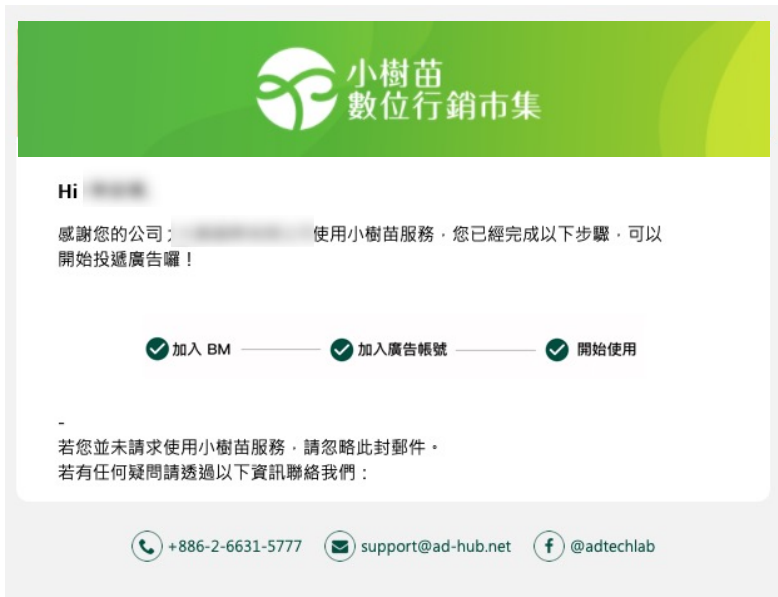 小樹苗
數位行銷市集
Hi
感謝您的公司 使用小樹苗服務，您已經完成以下步驟，可以
開始投遞廣告囉！
加入 BM 加入廣告帳號 開始使用
-
若您並未請求使用小樹苗服務，請忽略此封郵件。
若有任何疑問請透過以下資訊聯絡我們：
+886-2-6631-5777 support@ad-hub.net @adtechlab